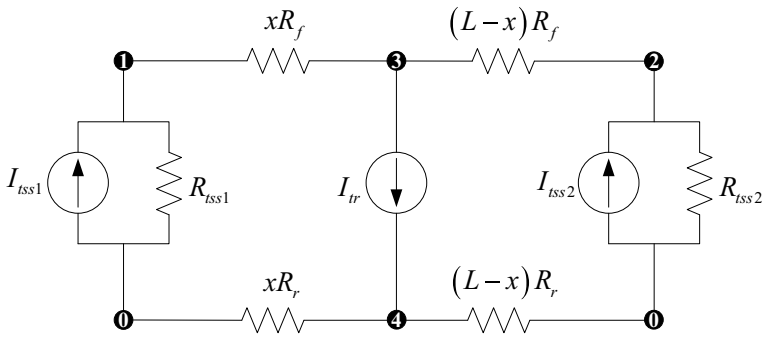 xR_f (L−x)R_f
1 3 2
I_tss1 R_tss1 I_tr I_tss2 R_tss2
xR_r (L−x)R_r
0 4 0